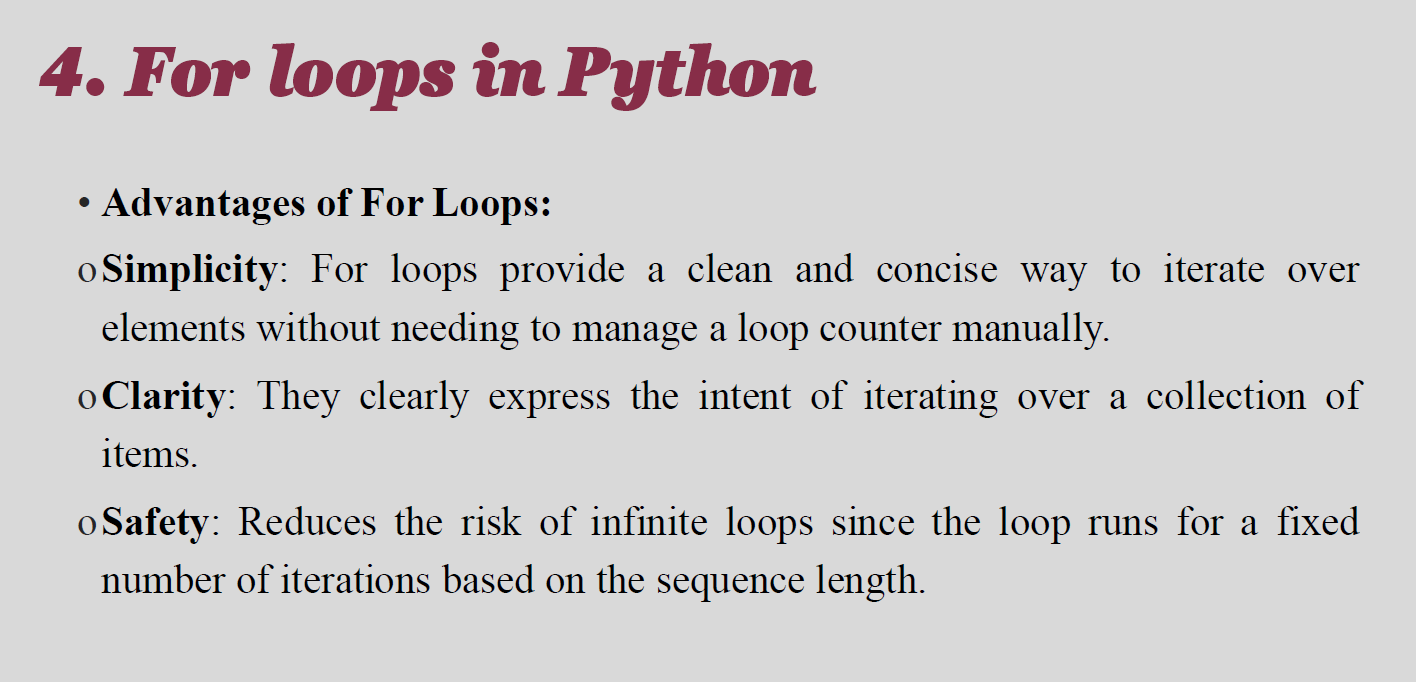 4. For loops in Python
• Advantages of For Loops:
o Simplicity: For loops provide a clean and concise way to iterate over
elements without needing to manage a loop counter manually.
o Clarity: They clearly express the intent of iterating over a collection of
items.
o Safety: Reduces the risk of infinite loops since the loop runs for a fixed
number of iterations based on the sequence length.